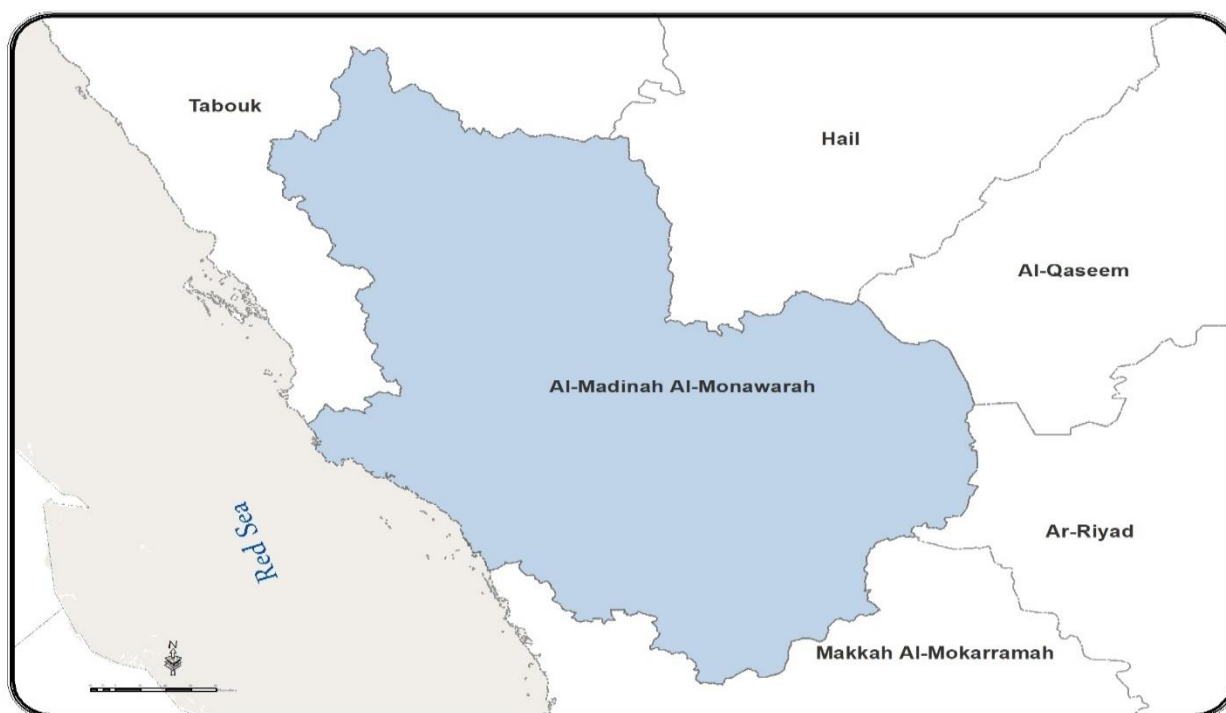 Tabouk
Hail
Al-Qaseem
Al-Madinah Al-Monawarah
Red Sea
Ar-Riyad
N
Makkah Al-Mokarramah